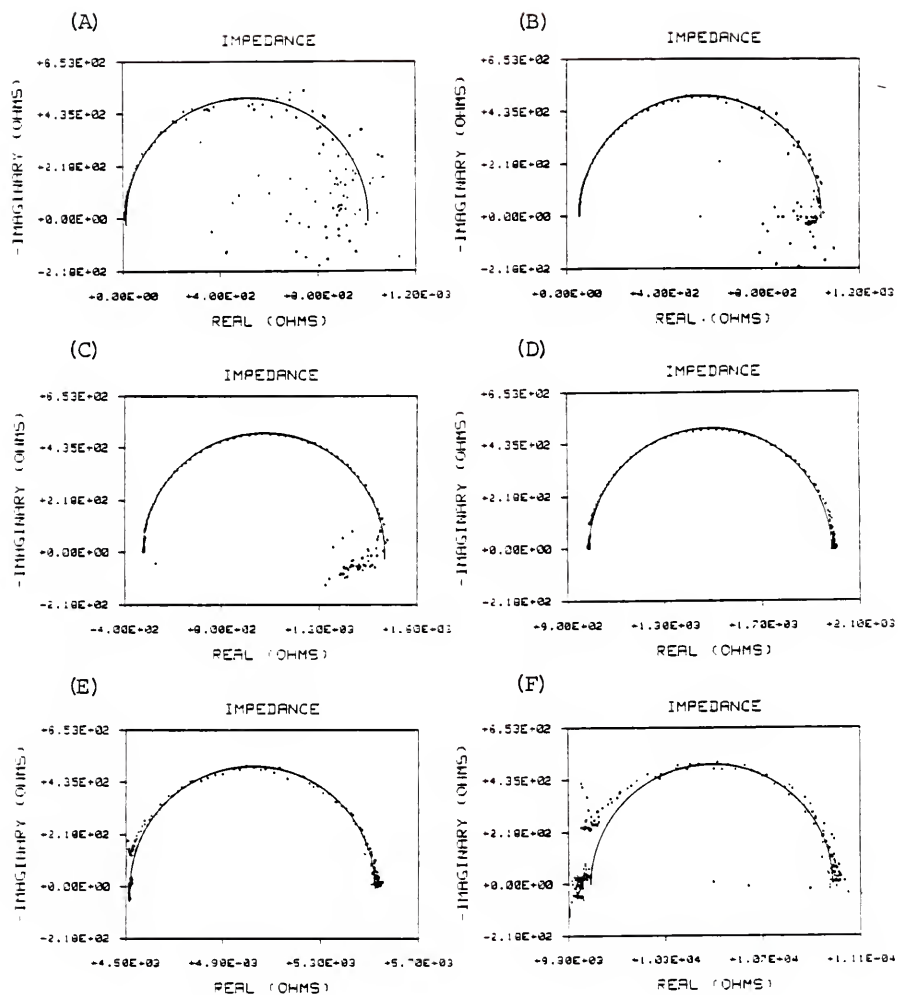 (A)
IMPEDANCE
+6.53E+02
+4.35E+02
+2.18E+02
+0.00E+00
-2.18E+02
-IMAGINARY (OHMS)
+0.00E+00 +4.00E+02 +8.00E+02 +1.20E+03
REAL (OHMS)
(B)
IMPEDANCE
+6.53E+02
+4.35E+02
+2.18E+02
+0.00E+00
-2.18E+02
-IMAGINARY (OHMS)
+0.00E+00 +4.00E+02 +8.00E+02 +1.20E+03
REAL (OHMS)
(C)
IMPEDANCE
+6.53E+02
+4.35E+02
+2.18E+02
+0.00E+00
-2.18E+02
-IMAGINARY (OHMS)
+4.00E+02 +8.00E+02 +1.20E+03 +1.60E+03
REAL (OHMS)
(D)
IMPEDANCE
+6.53E+02
+4.35E+02
+2.18E+02
+0.00E+00
-2.18E+02
-IMAGINARY (OHMS)
+9.00E+02 +1.30E+03 +1.70E+03 +2.10E+03
REAL (OHMS)
(E)
IMPEDANCE
+6.53E+02
+4.35E+02
+2.18E+02
+0.00E+00
-2.18E+02
-IMAGINARY (OHMS)
+4.50E+03 +4.90E+03 +5.30E+03 +5.70E+03
REAL (OHMS)
(F)
IMPEDANCE
+6.53E+02
+4.35E+02
+2.18E+02
+0.00E+00
-2.18E+02
-IMAGINARY (OHMS)
+9.90E+03 +1.03E+04 +1.07E+04 +1.11E+04
REAL (OHMS)